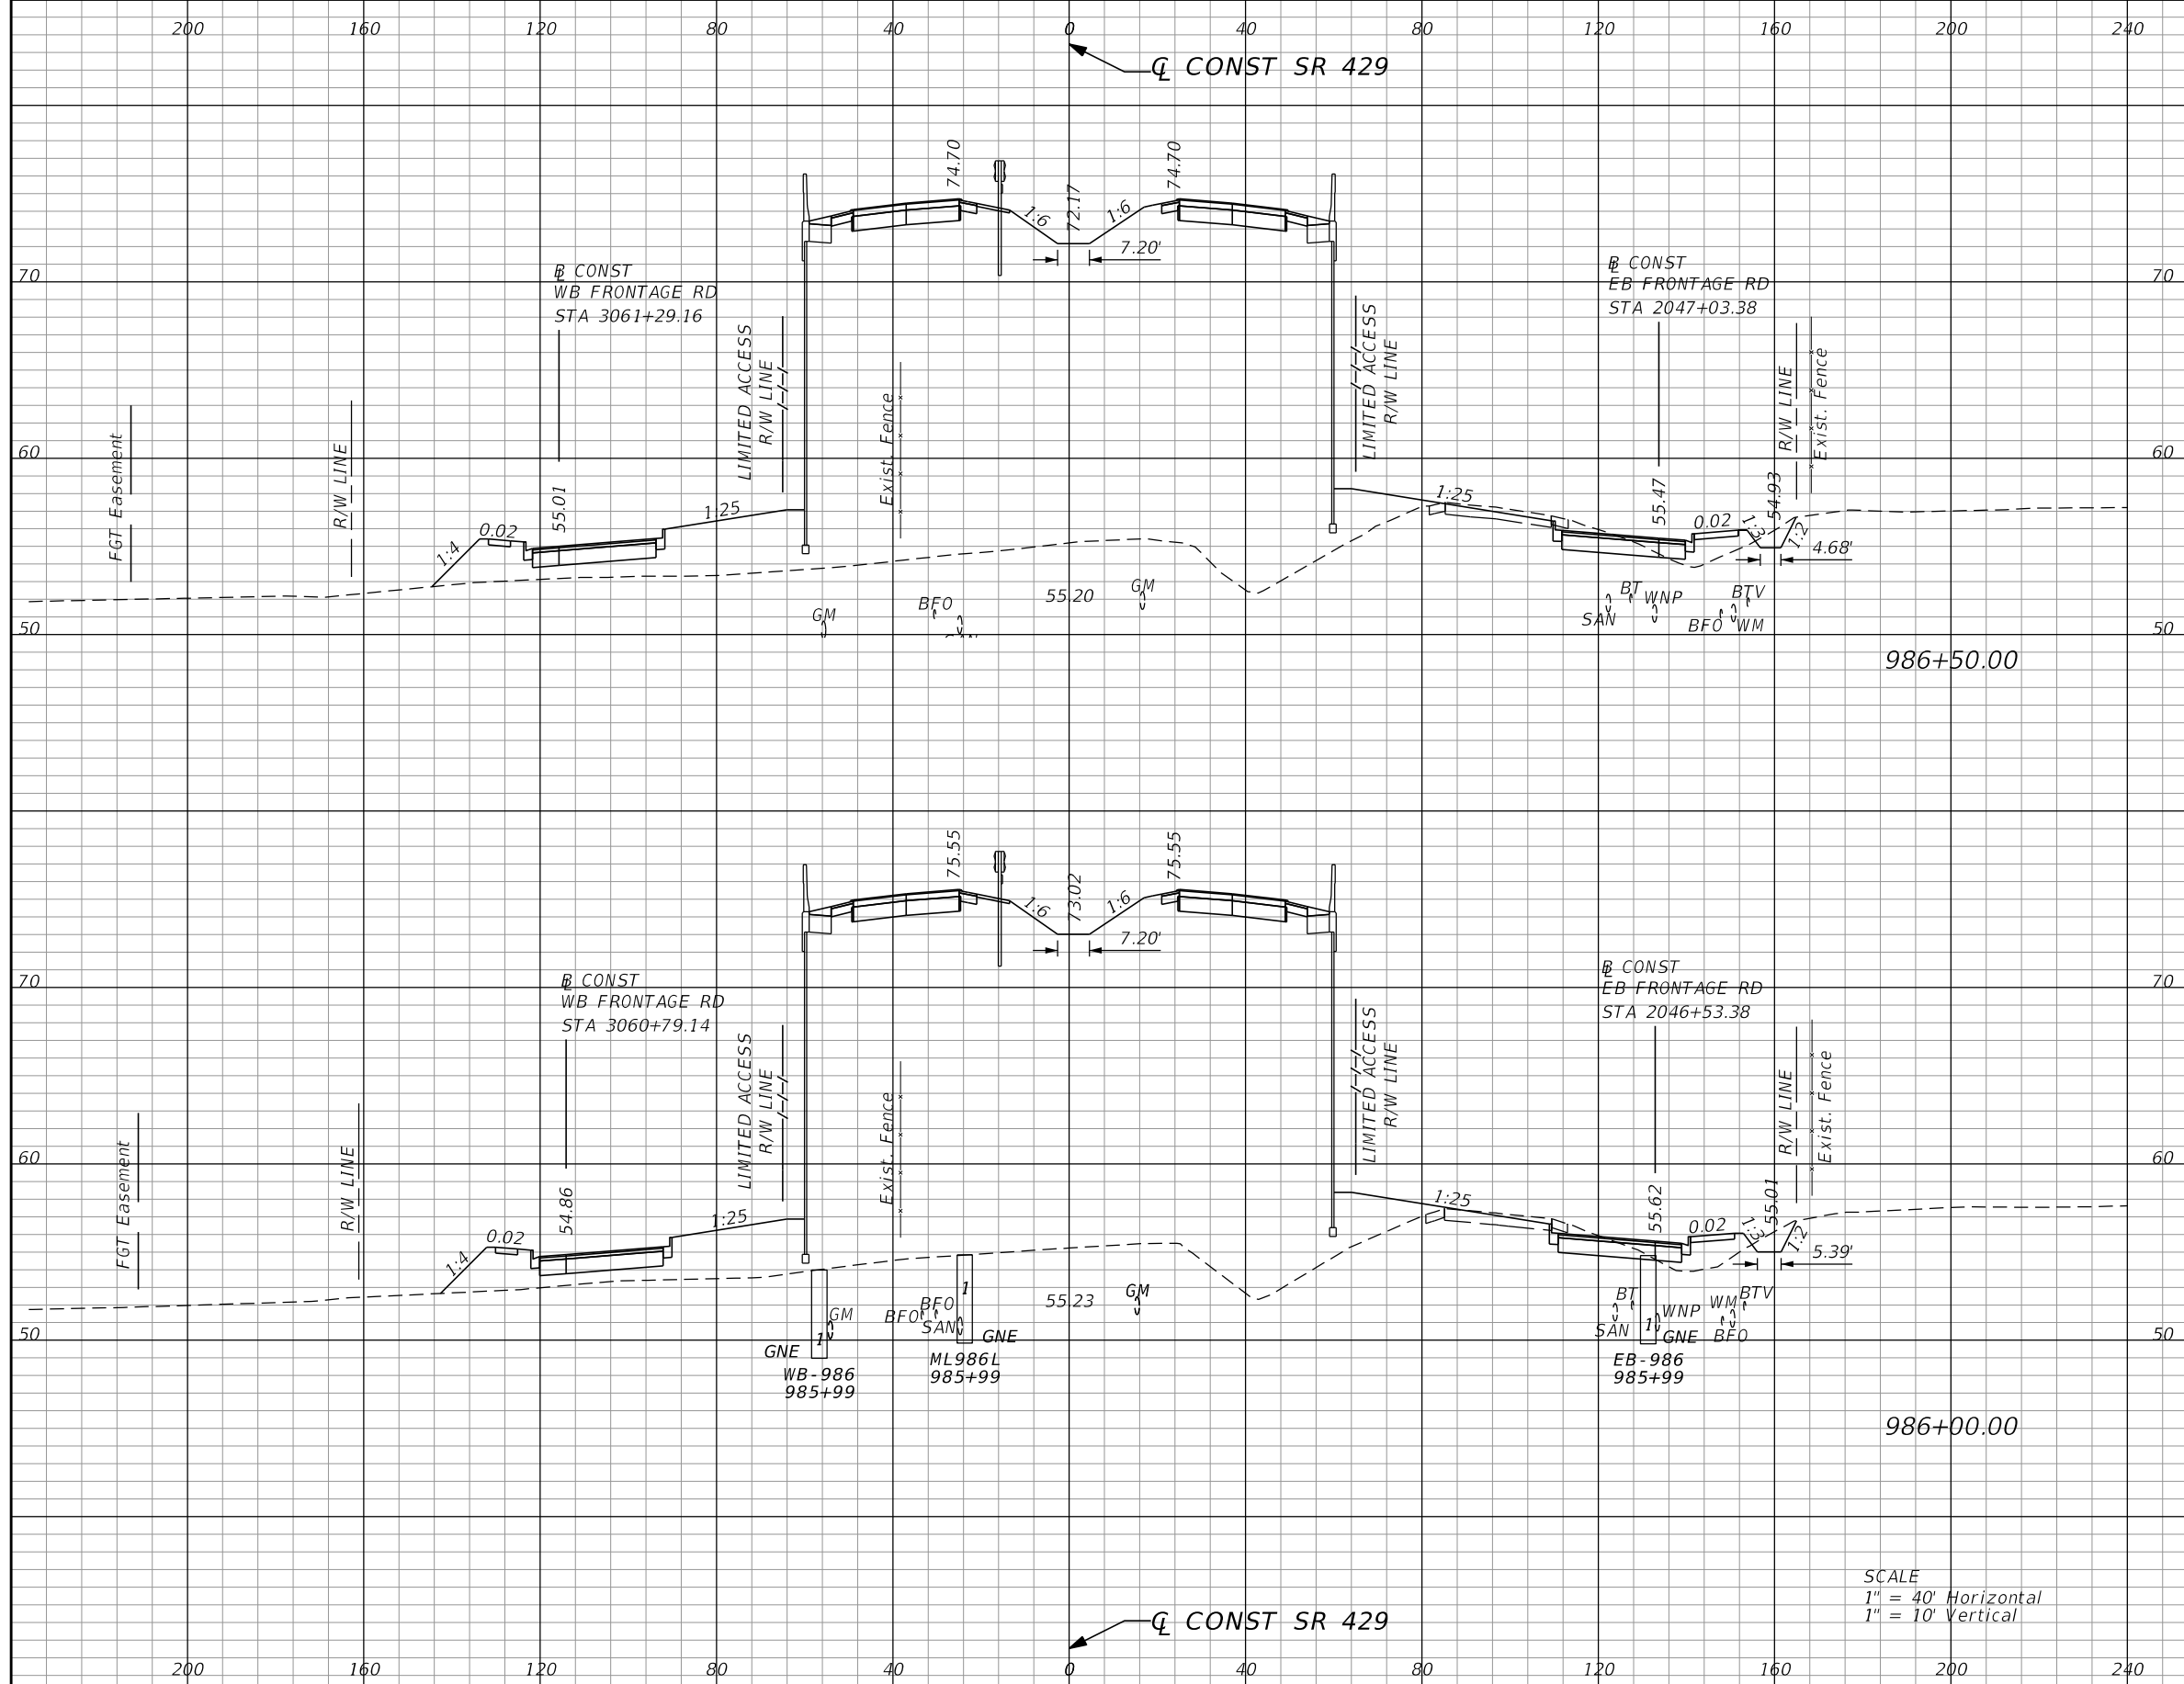 200 160 120 80 40 0 40 80 120 160 200 240
℄ CONST SR 429
74.70
72.17
74.70
1:6
1:6
7.20'
70
70
B̲L CONST
WB FRONTAGE RD
STA 3061+29.16
B̲L CONST
EB FRONTAGE RD
STA 2047+03.38
LIMITED ACCESS
R/W LINE
LIMITED ACCESS
R/W LINE
R/W LINE
Exist. Fence
Exist. Fence
FGT Easement
R/W LINE
60
60
55.01
55.47
54.93
1:4
0.02
1:25
1:25
0.02
1:3
1:2
4.68'
GM
BFO
55.20
GM
SAN
BT
WNP
BFO
WM
BTV
50
50
986+50.00
75.55
73.02
75.55
1:6
1:6
7.20'
70
70
B̲L CONST
WB FRONTAGE RD
STA 3060+79.14
B̲L CONST
EB FRONTAGE RD
STA 2046+53.38
LIMITED ACCESS
R/W LINE
LIMITED ACCESS
R/W LINE
R/W LINE
Exist. Fence
Exist. Fence
FGT Easement
R/W LINE
60
60
54.86
55.62
55.01
1:4
0.02
1:25
1:25
0.02
1:3
1:2
5.39'
GM
BFO
BFO
SAN
1
1
55.23
GM
BT
SAN
WNP
1
WM
BTV
BFO
50
50
GNE
GNE
GNE
WB-986
985+99
ML986L
985+99
EB-986
985+99
986+00.00
SCALE
1" = 40' Horizontal
1" = 10' Vertical
℄ CONST SR 429
200 160 120 80 40 0 40 80 120 160 200 240